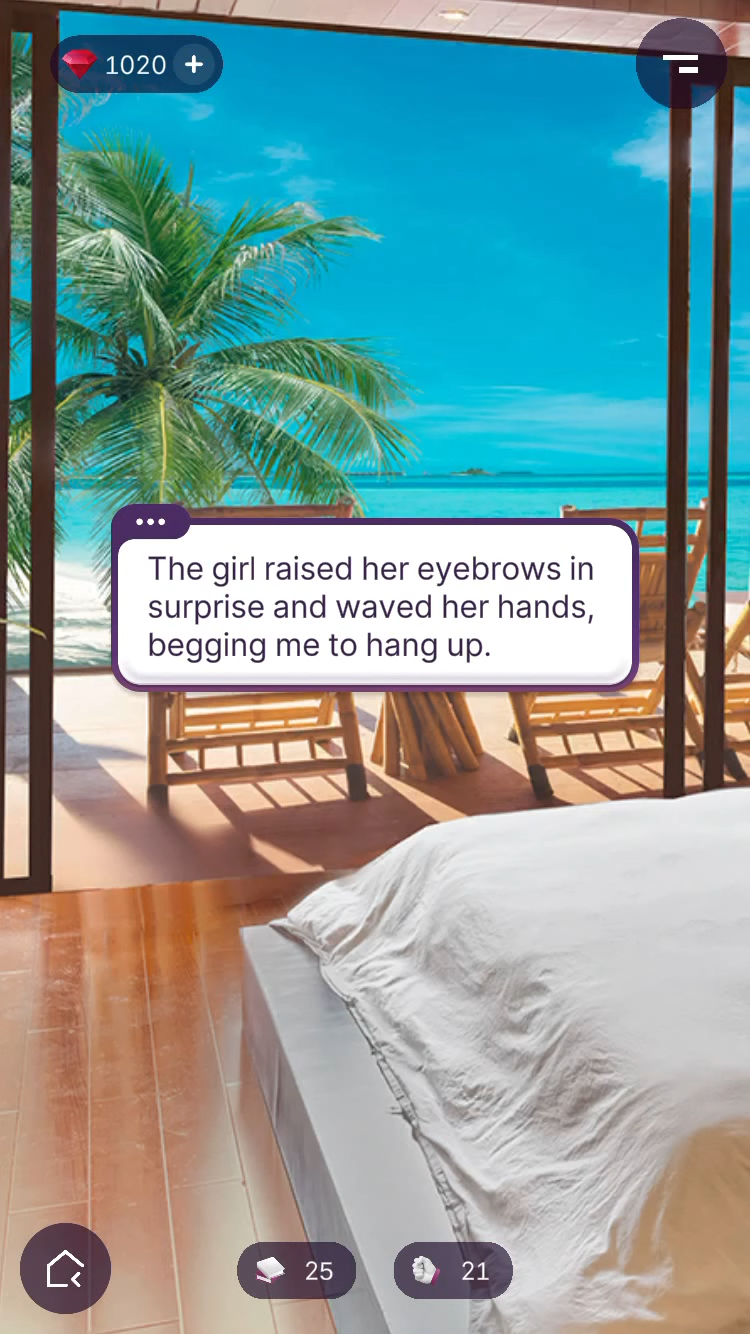 1020
The girl raised her eyebrows in
surprise and waved her hands,
begging me to hang up.
25
21